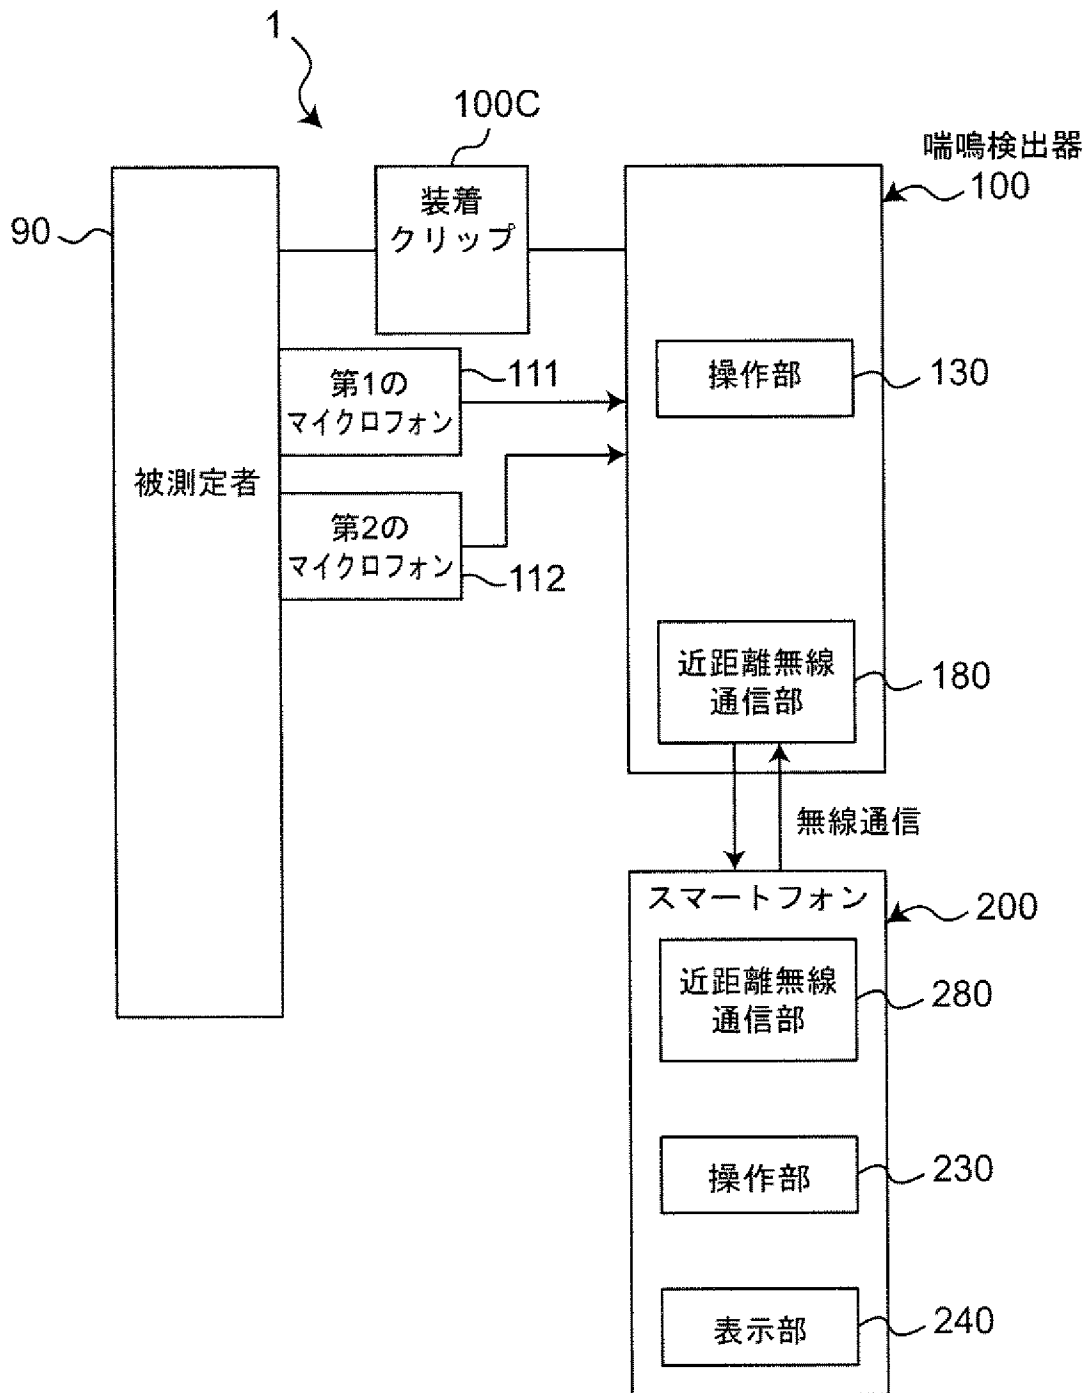 1
100C
喘鳴検出器
100
装着
クリップ
90
操作部
130
第1の
マイクロフォン
111
被測定者
第2の
マイクロフォン
112
近距離無線
通信部
180
無線通信
スマートフォン
200
近距離無線
通信部
280
操作部
230
表示部
240